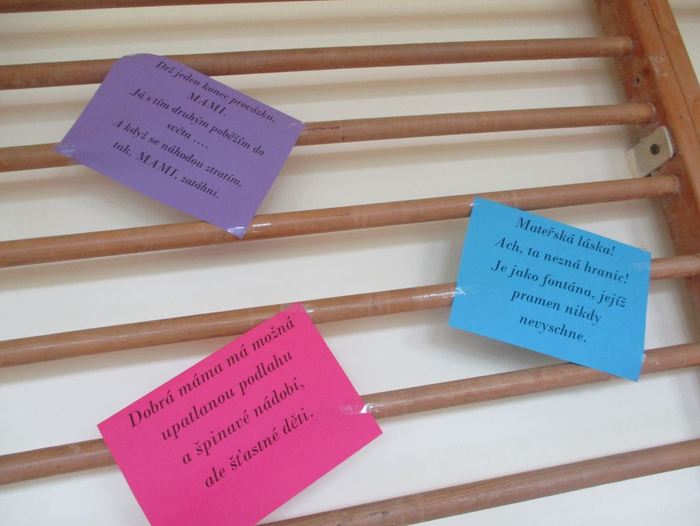 Drž jeden konec provázku,
MAMI.
Já s tím druhým poběžím do
světa ....
A když se náhodou ztratím,
tak, MAMI, zatáhni.
Mateřská láska!
Ach, ta nezná hranic!
Je jako fontána, jejíž
pramen nikdy
nevyschne.
Dobrá máma má možná
upatlanou podlahu
a špinavé nádobí,
ale šťastné děti.